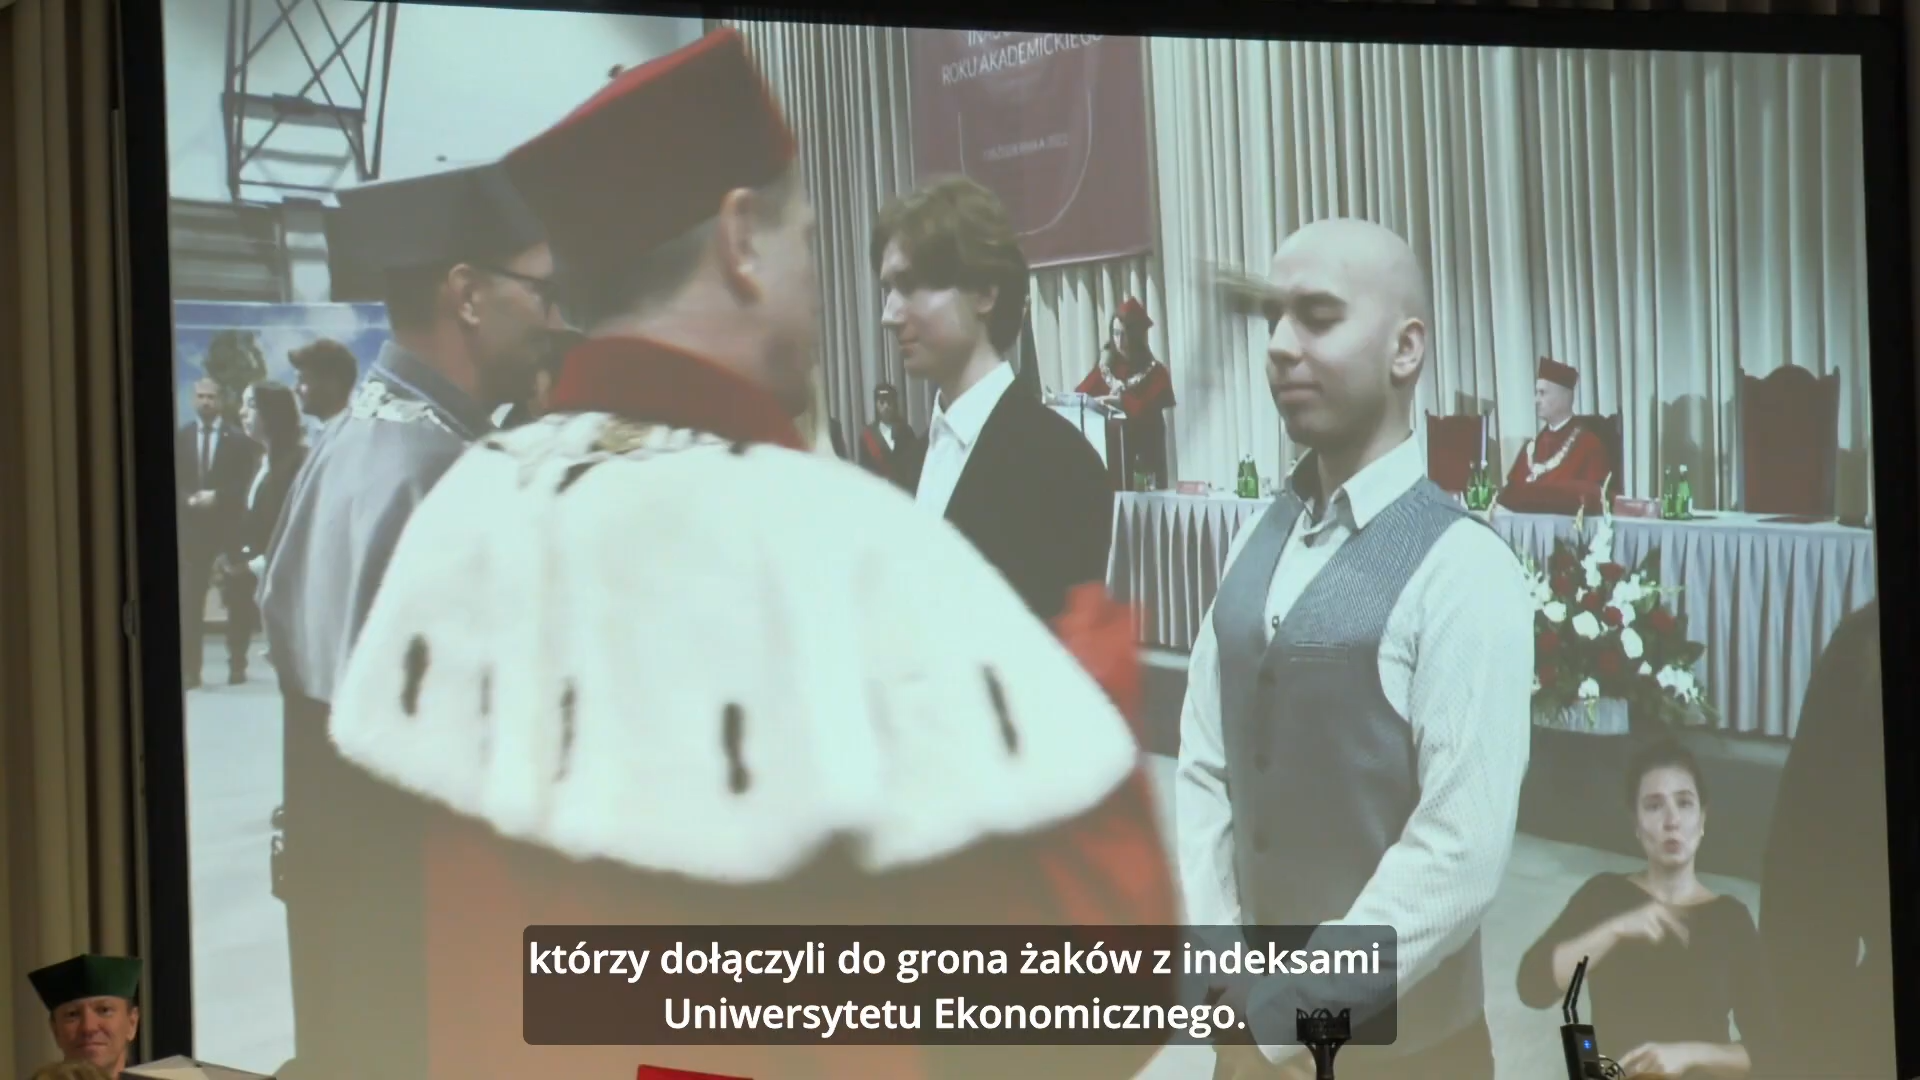 ROKU AKADEMICKIEGO
którzy dołączyli do grona żaków z indeksami
Uniwersytetu Ekonomicznego.